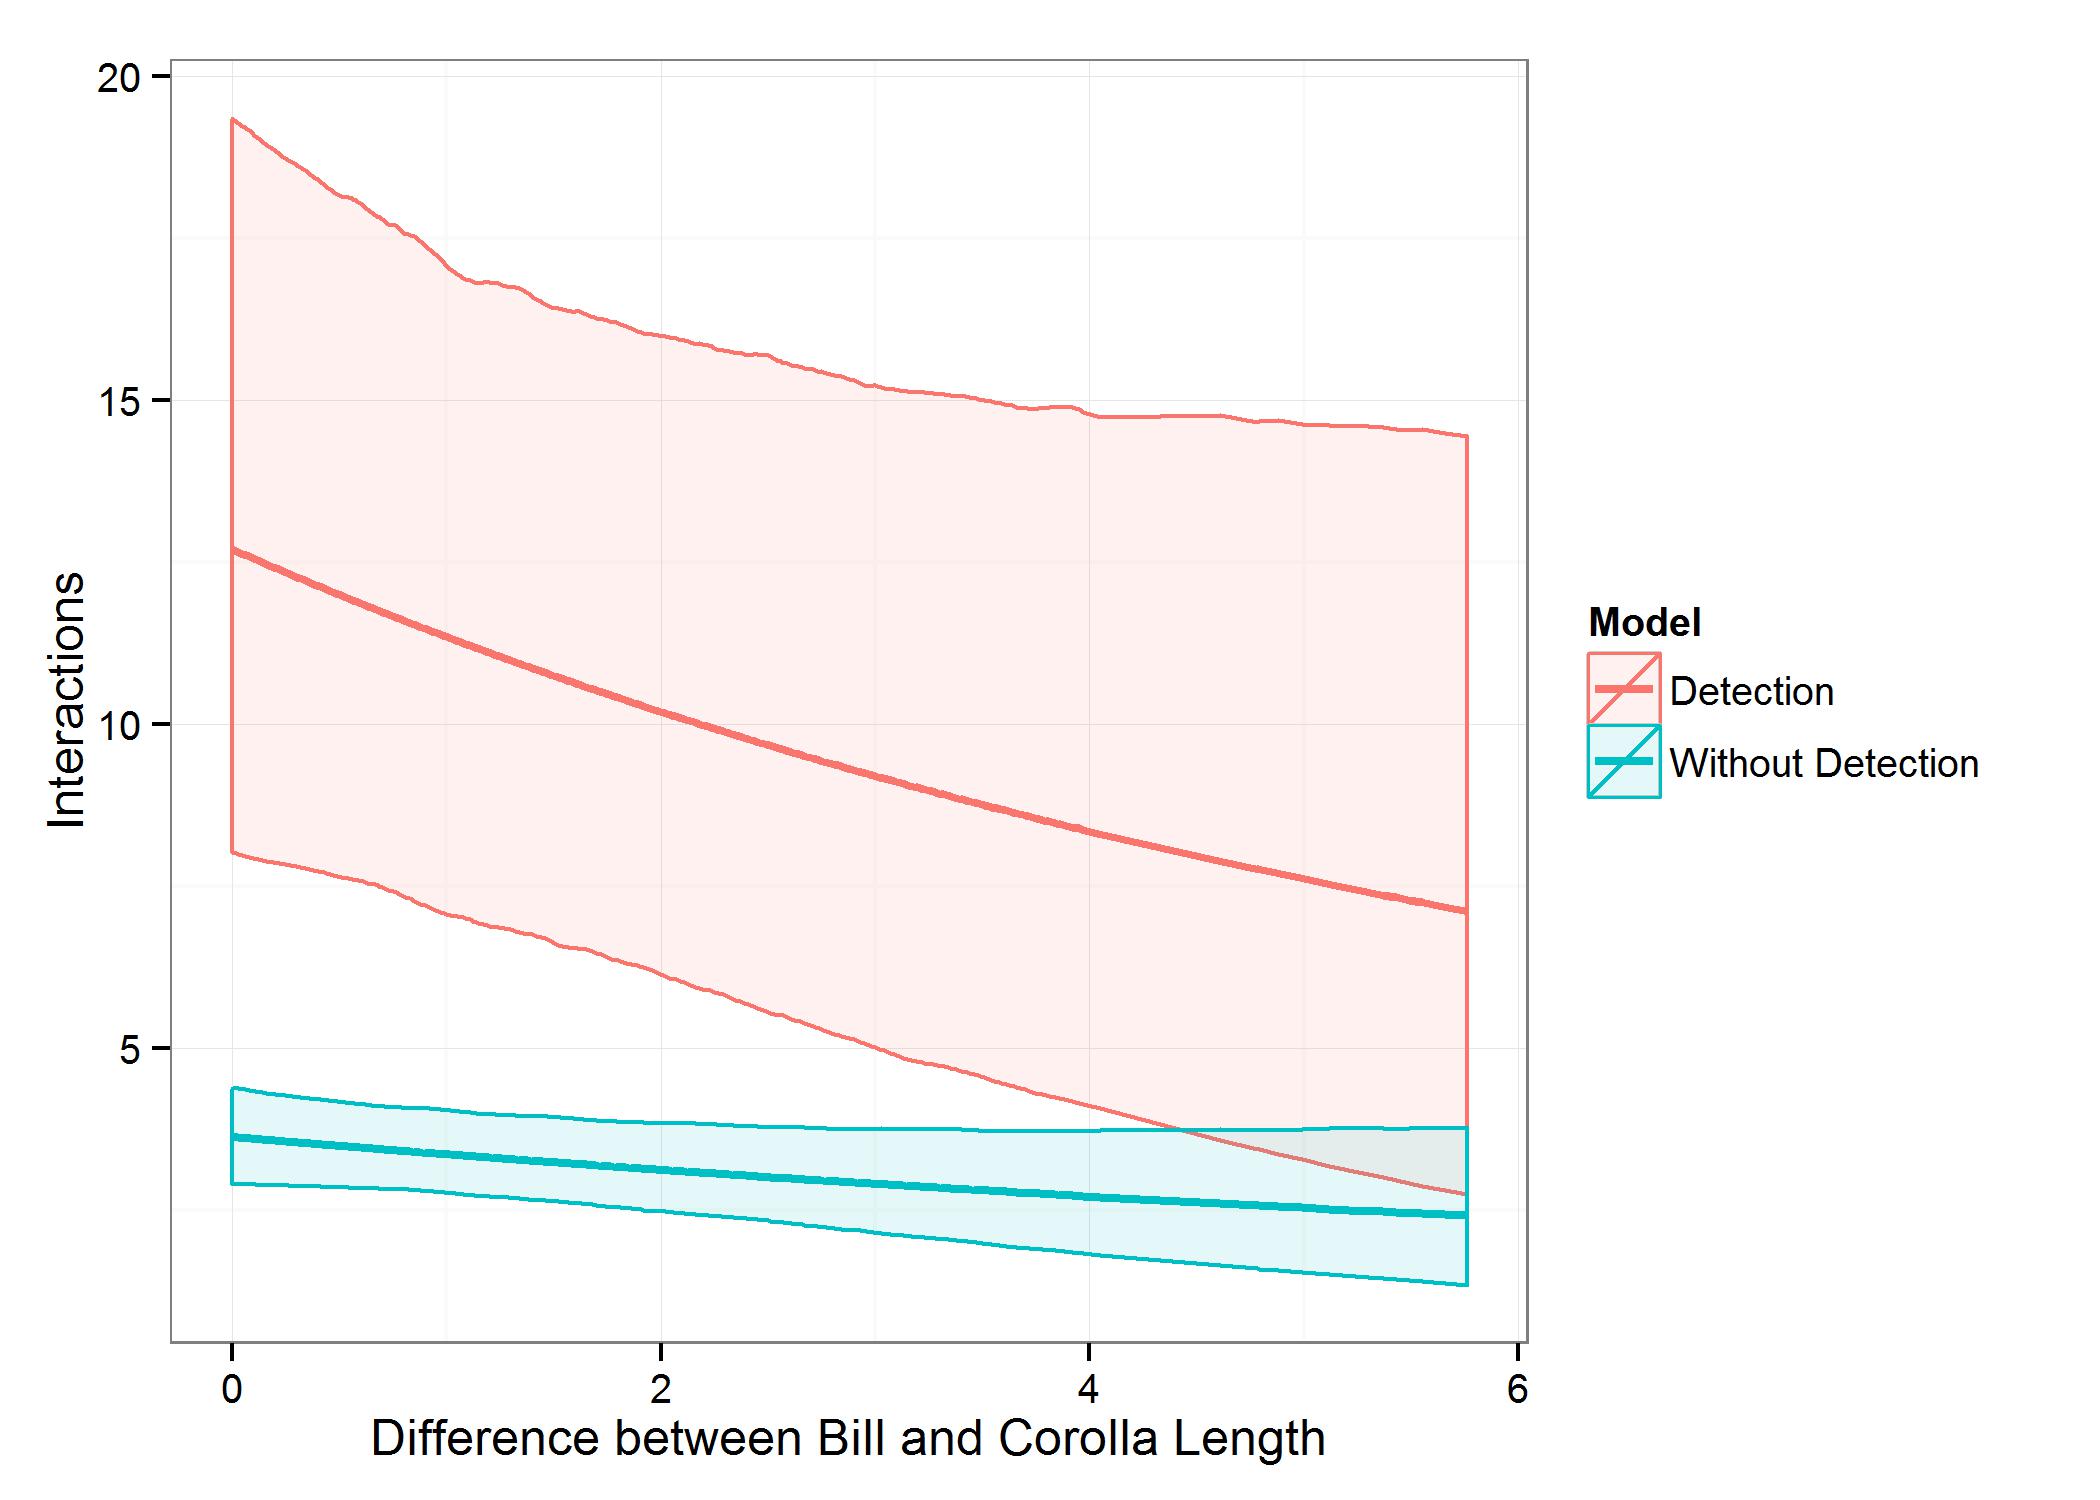 20
15
10
5
Interactions
0 2 4 6
Difference between Bill and Corolla Length
Model
Detection
Without Detection